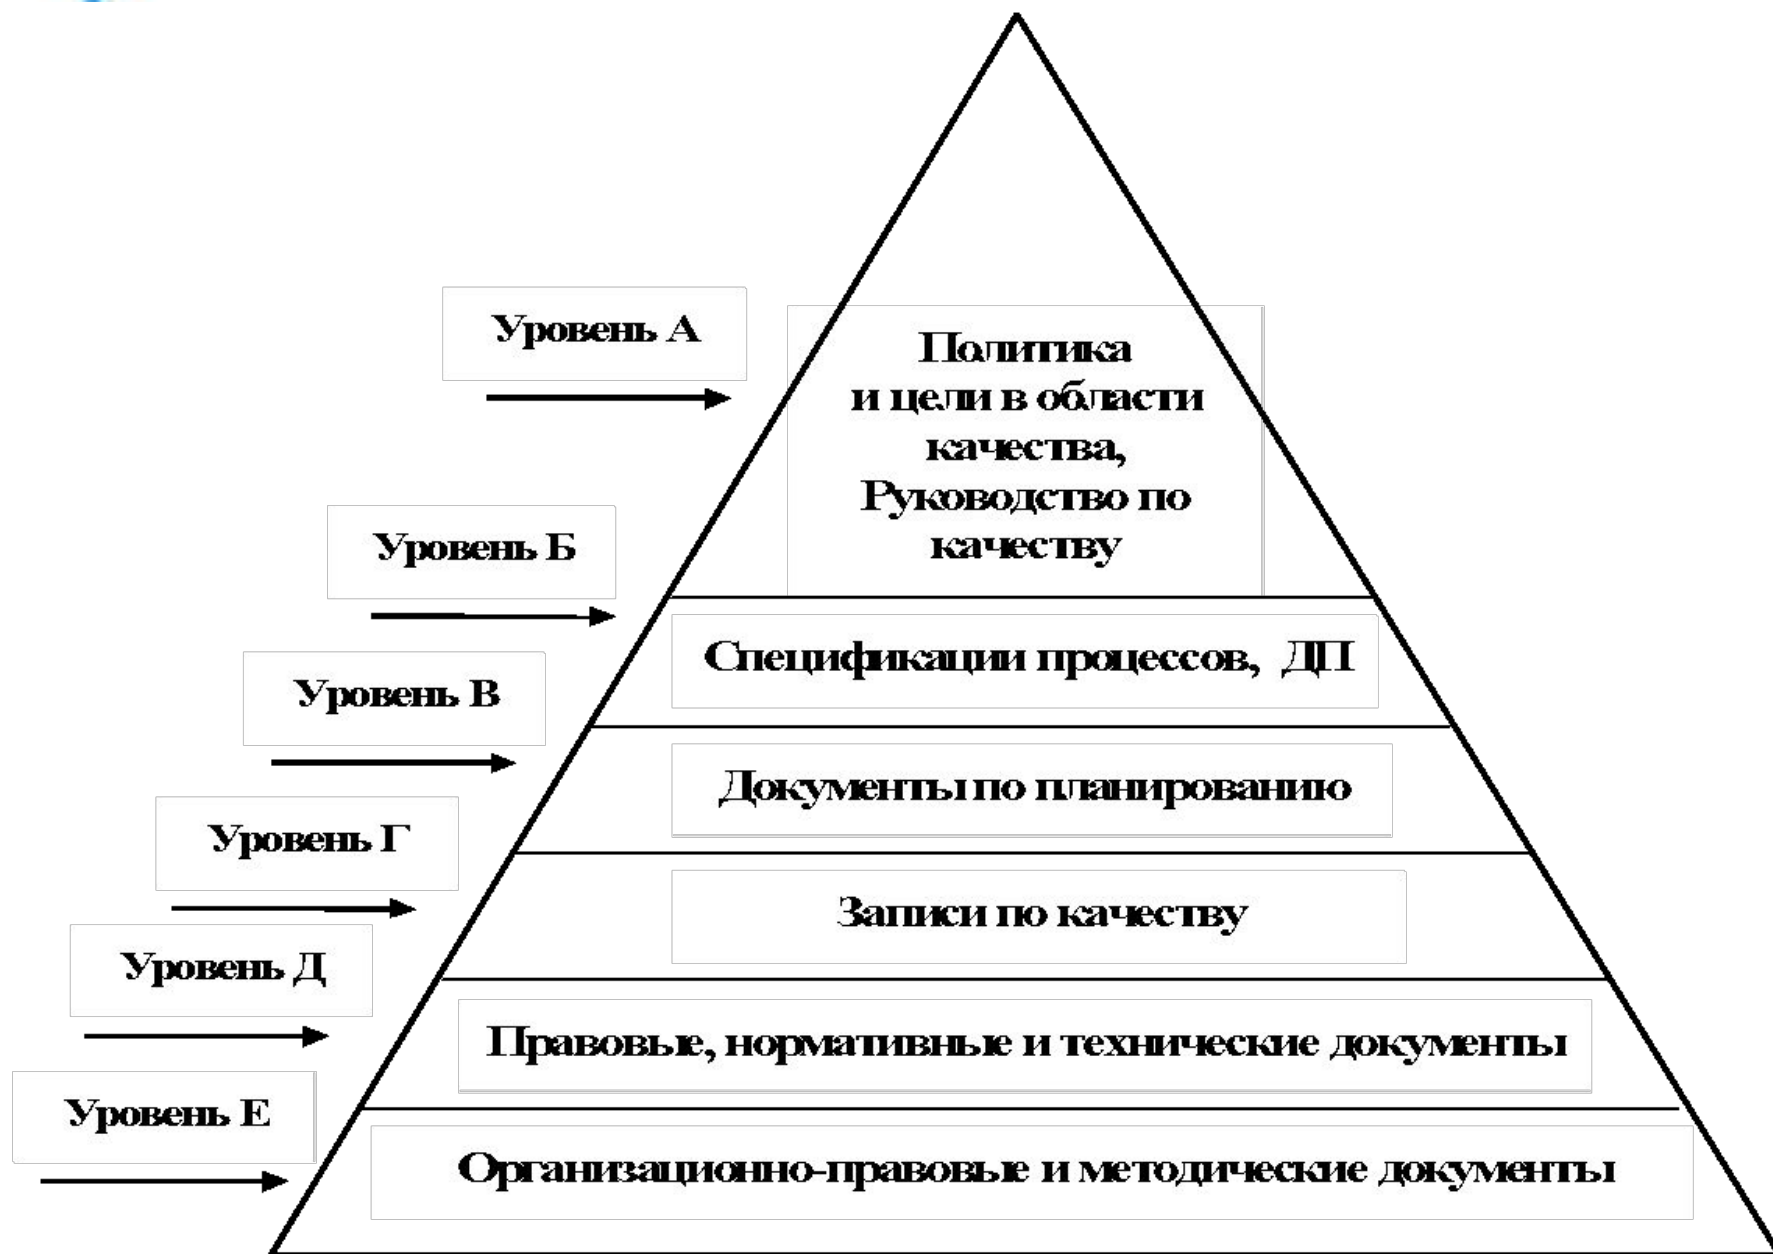 Уровень А
Политика
и цели в области
качества,
Руководство по
качеству
Уровень Б
Спецификации процессов, ДП
Уровень В
Документы по планированию
Уровень Г
Записи по качеству
Уровень Д
Правовые, нормативные и технические документы
Уровень Е
Организационно-правовые и методические документы